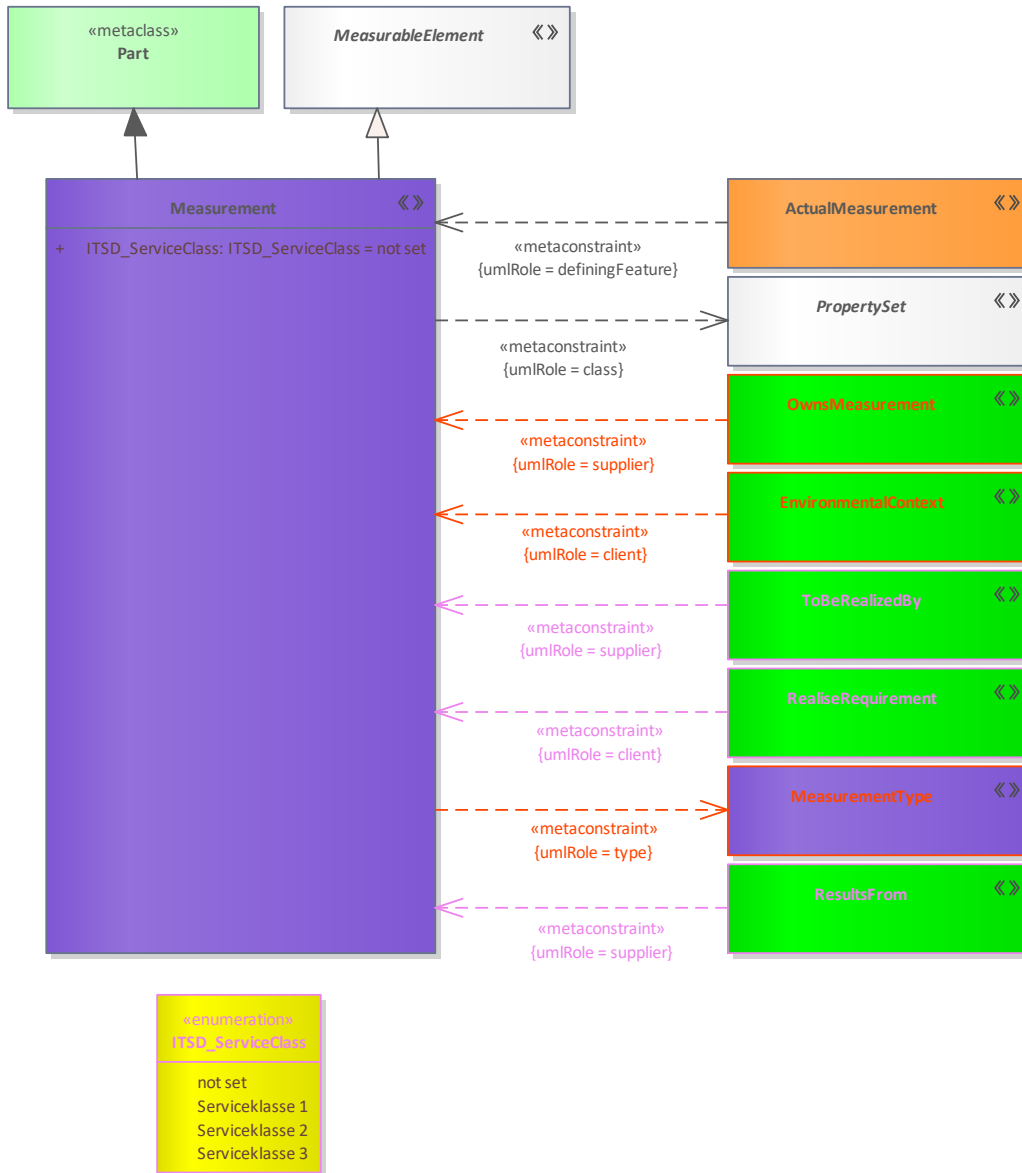 «metaclass»
Part
MeasurableElement
Measurement
+ ITSD_ServiceClass: ITSD_ServiceClass = not set
ActualMeasurement
«metaconstraint»
{umlRole = definingFeature}
PropertySet
«metaconstraint»
{umlRole = class}
OwnsMeasurement
«metaconstraint»
{umlRole = supplier}
EnvironmentalContext
«metaconstraint»
{umlRole = client}
ToBeRealizedBy
«metaconstraint»
{umlRole = supplier}
RealiseRequirement
«metaconstraint»
{umlRole = client}
MeasurementType
«metaconstraint»
{umlRole = type}
ResultsFrom
«metaconstraint»
{umlRole = supplier}
«enumeration»
ITSD_ServiceClass
not set
Serviceklasse 1
Serviceklasse 2
Serviceklasse 3